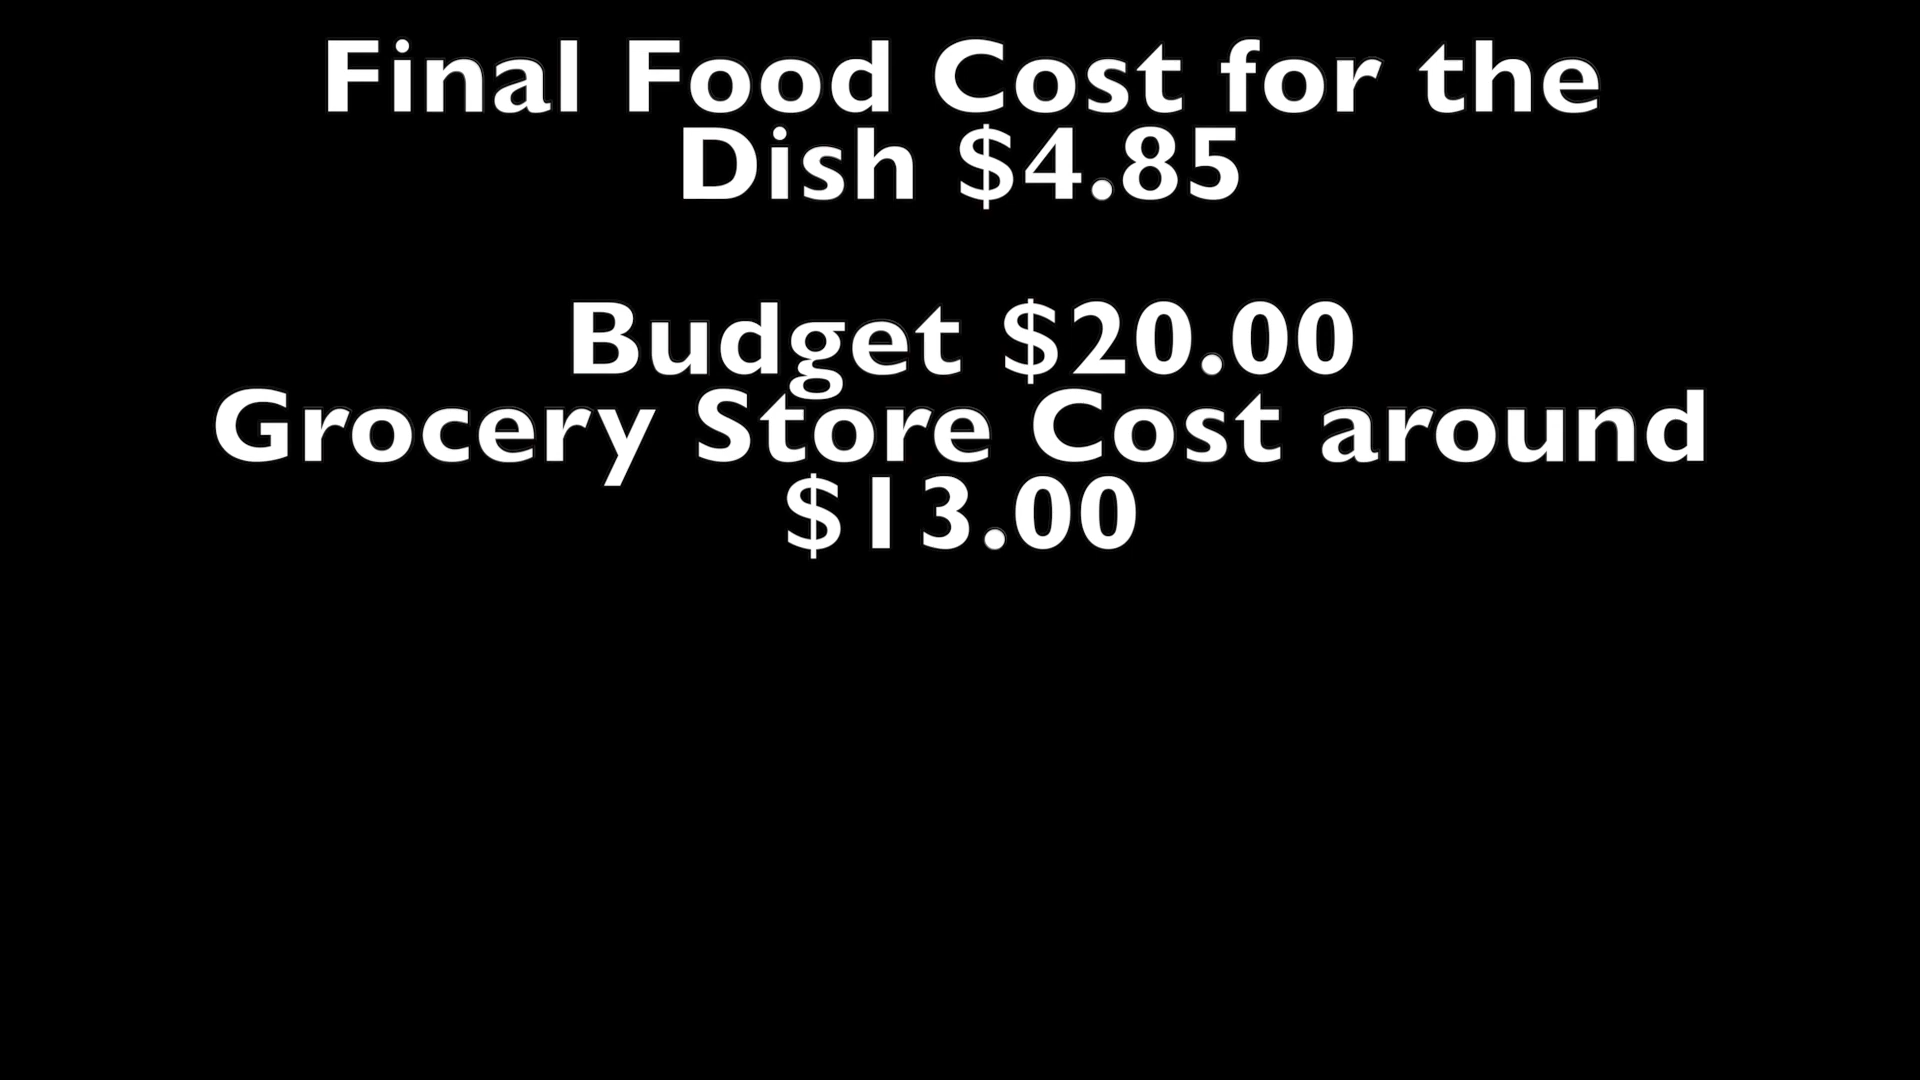 Final Food Cost for the
Dish $4.85
Budget $20.00
Grocery Store Cost around
$13.00